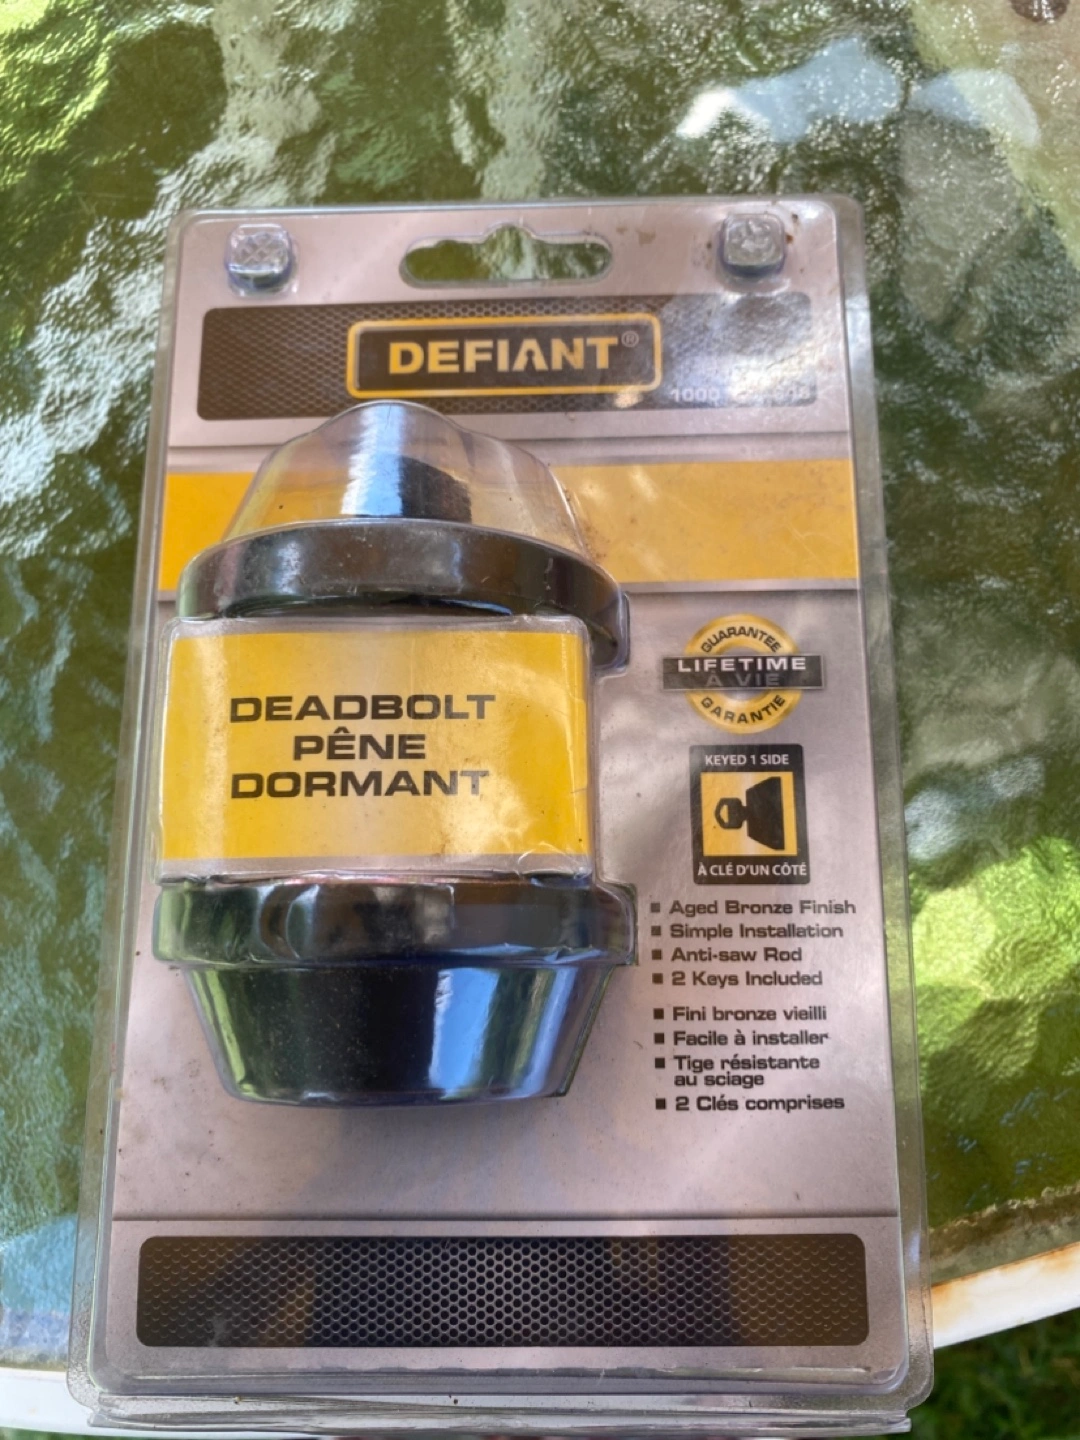 DEFIANT®
1000
DEADBOLT
PÊNE
DORMANT
GUARANTEE
LIFETIME
À VIE
GARANTIE
KEYED 1 SIDE
À CLÉ D'UN CÔTÉ
▪ Aged Bronze Finish
▪ Simple Installation
▪ Anti-saw Rod
▪ 2 Keys Included
▪ Fini bronze vieilli
▪ Facile à installer
▪ Tige résistante
au sciage
▪ 2 Clés comprises